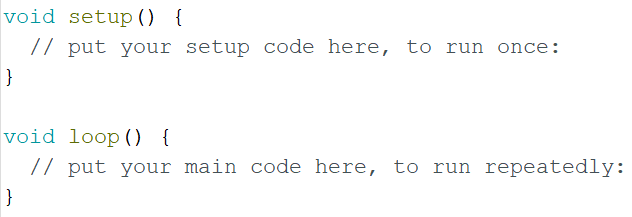 void setup() {
  // put your setup code here, to run once:
}

void loop() {
  // put your main code here, to run repeatedly:
}